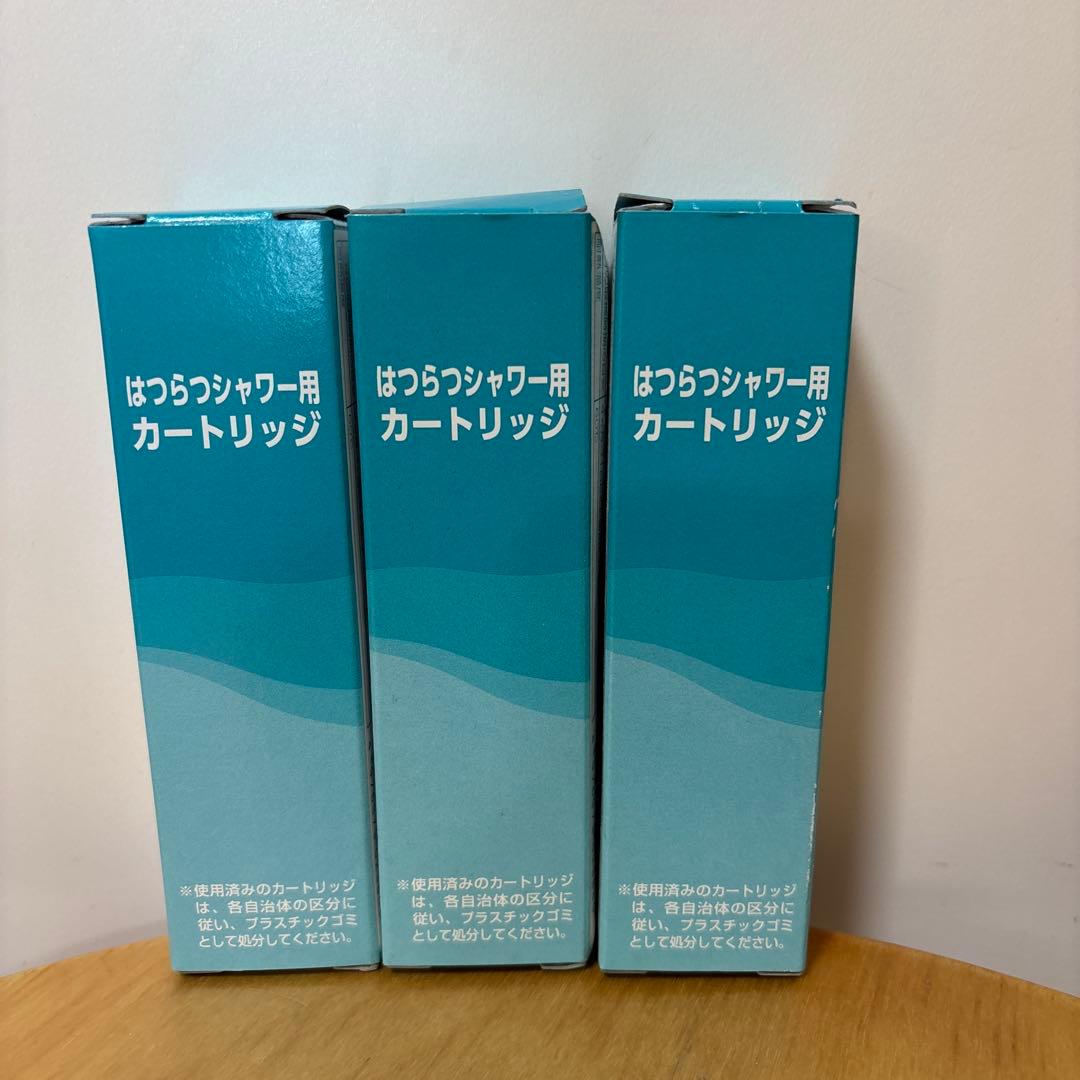 はつらつシャワー用
カートリッジ
※使用済みのカートリッジ
は、各自治体の区分に
従い、プラスチックゴミ
として処分してください。
はつらつシャワー用
カートリッジ
※使用済みのカートリッジ
は、各自治体の区分に
従い、プラスチックゴミ
として処分してください。
はつらつシャワー用
カートリッジ
※使用済みのカートリッジ
は、各自治体の区分に
従い、プラスチックゴミ
として処分してください。